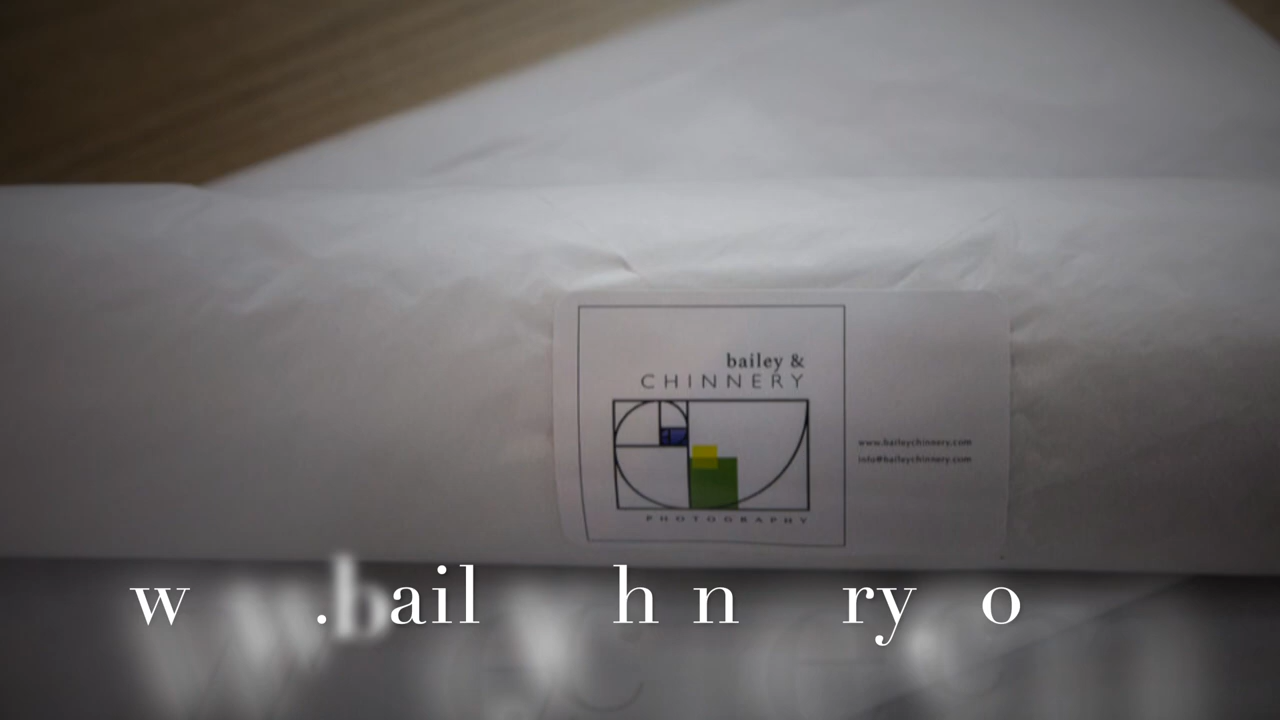 bailey &
CHINNERY
PHOTOGRAPHY
www.baileychinnery.com
info@baileychinnery.com
w .bail h n ry o